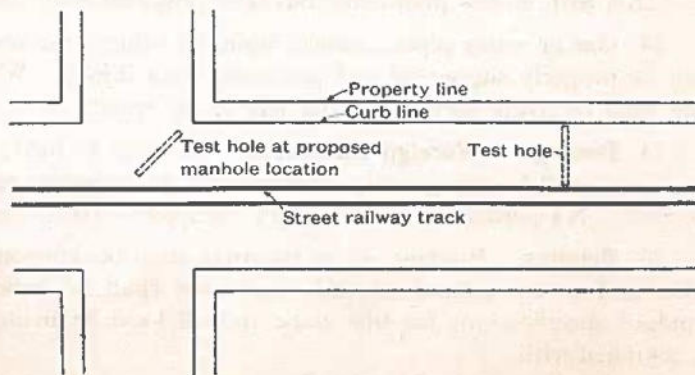 Property line
Curb line
Test hole at proposed
manhole location
Test hole
Street railway track